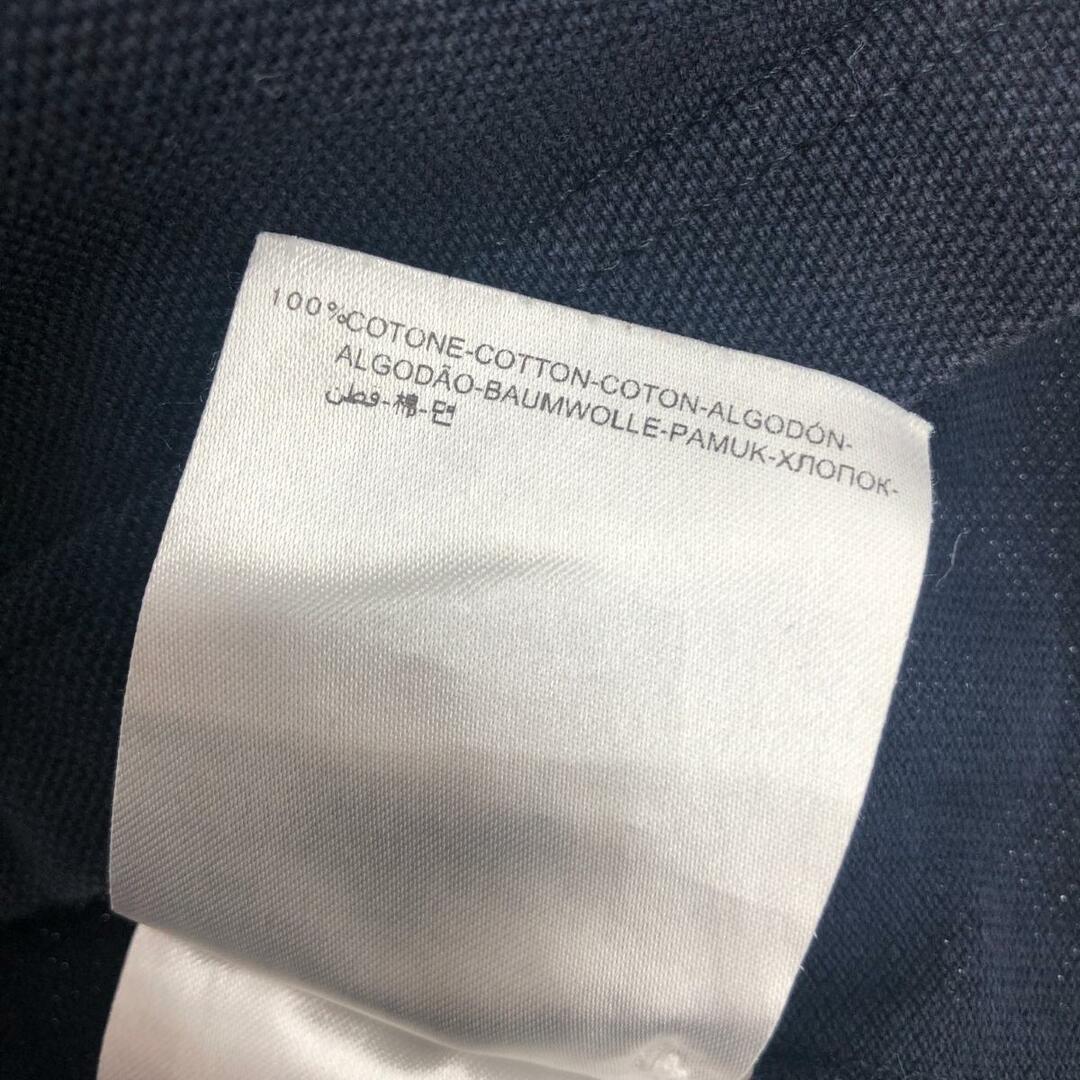 100%COTONE-COTTON-COTON-ALGODÓN-
ALGODÃO-BAUMWOLLE-PAMUK-ХЛОПОК-
قطن-棉-면